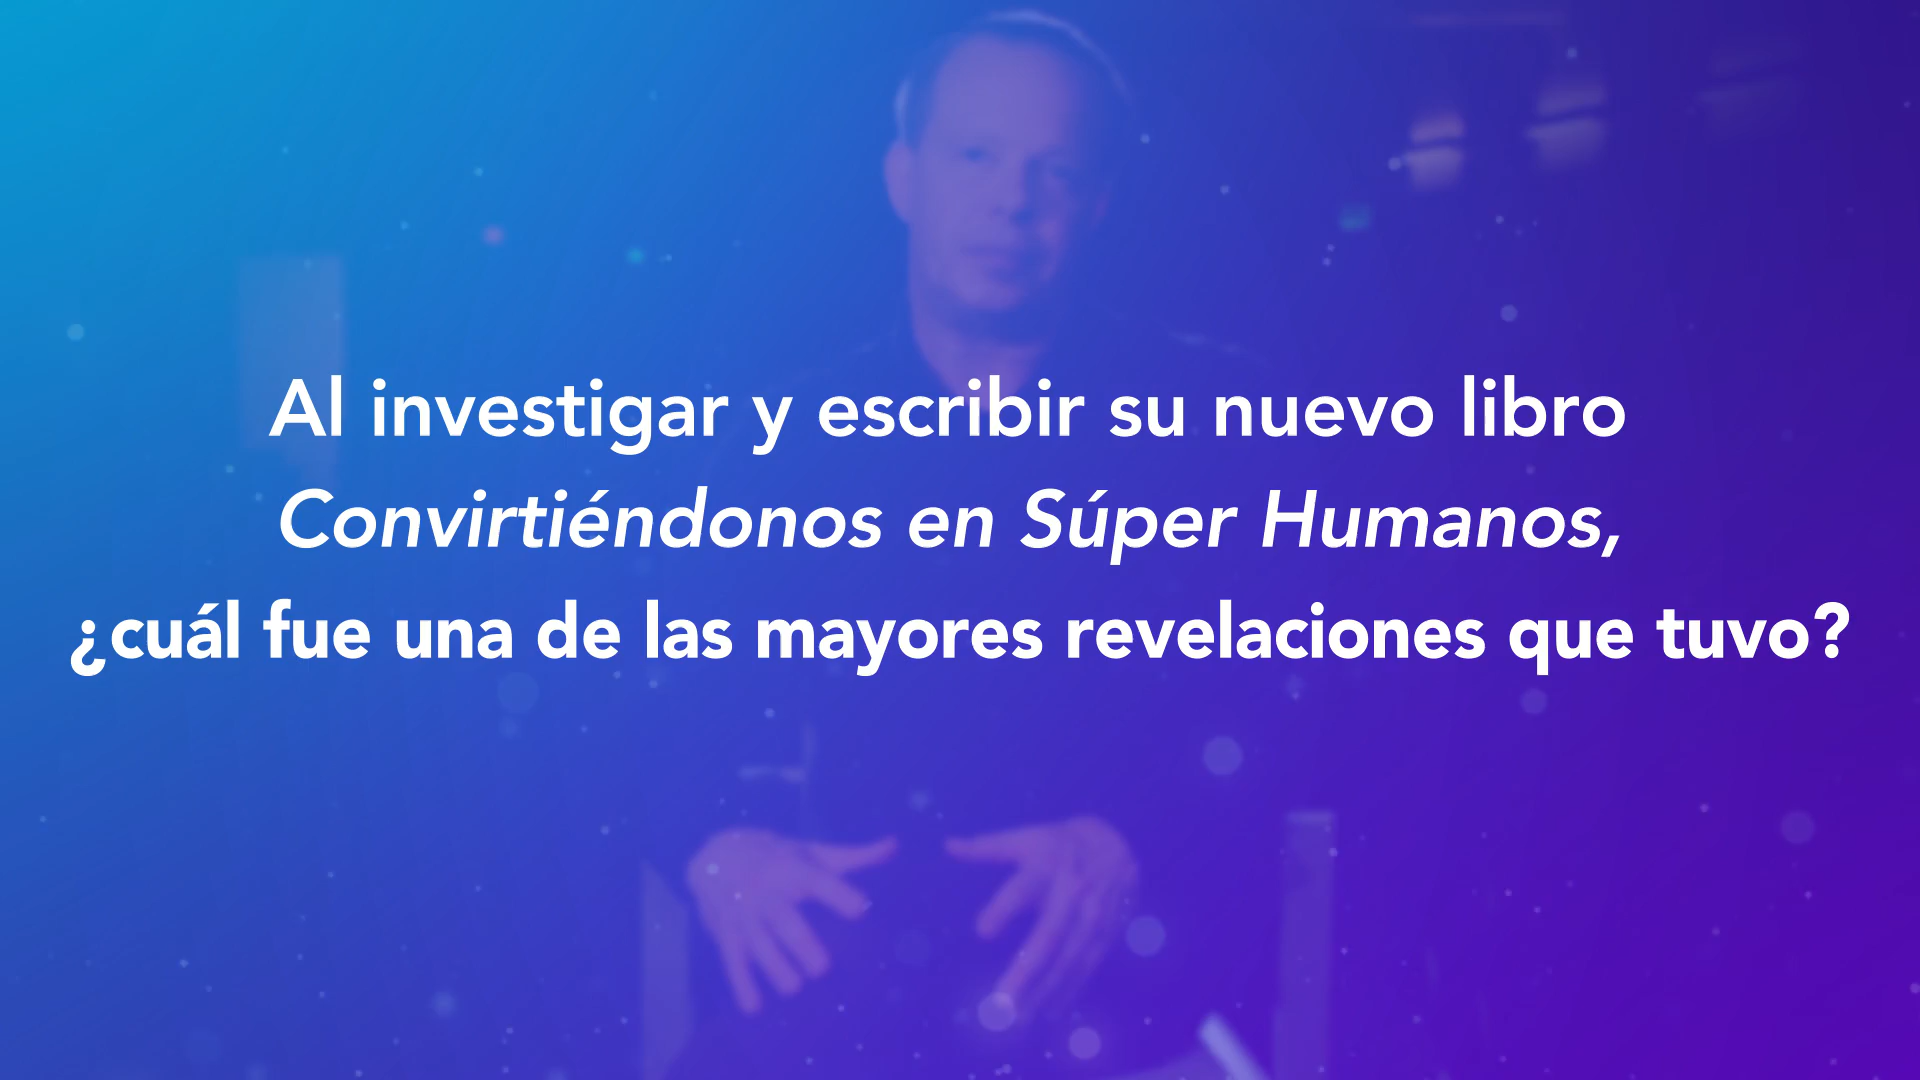 Al investigar y escribir su nuevo libro
Convirtiéndonos en Súper Humanos,
¿cuál fue una de las mayores revelaciones que tuvo?